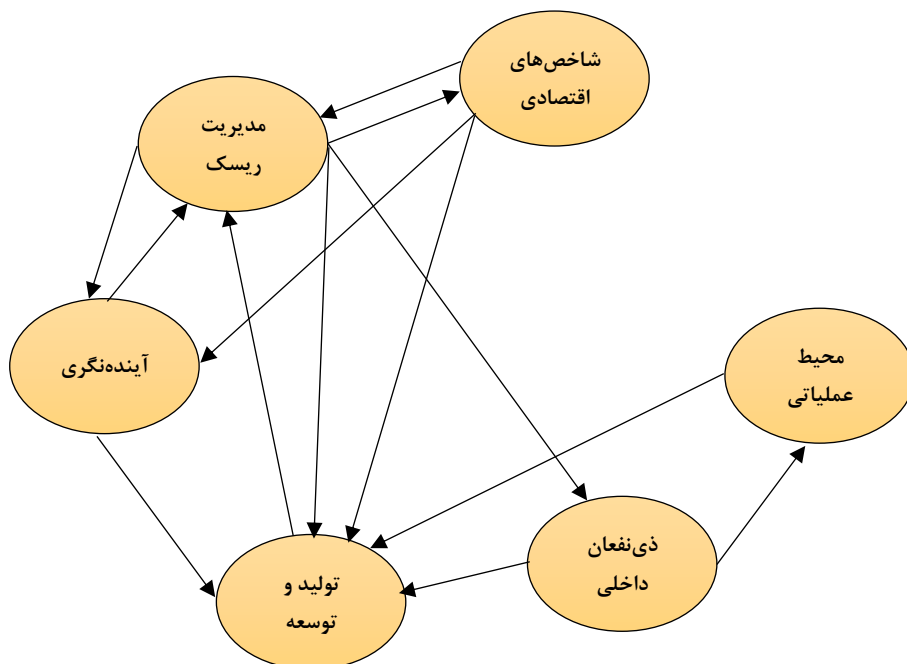 شاخص‌های
اقتصادی
مدیریت
ریسک
آینده‌نگری
محیط
عملیاتی
ذی‌نفعان
داخلی
تولید و
توسعه